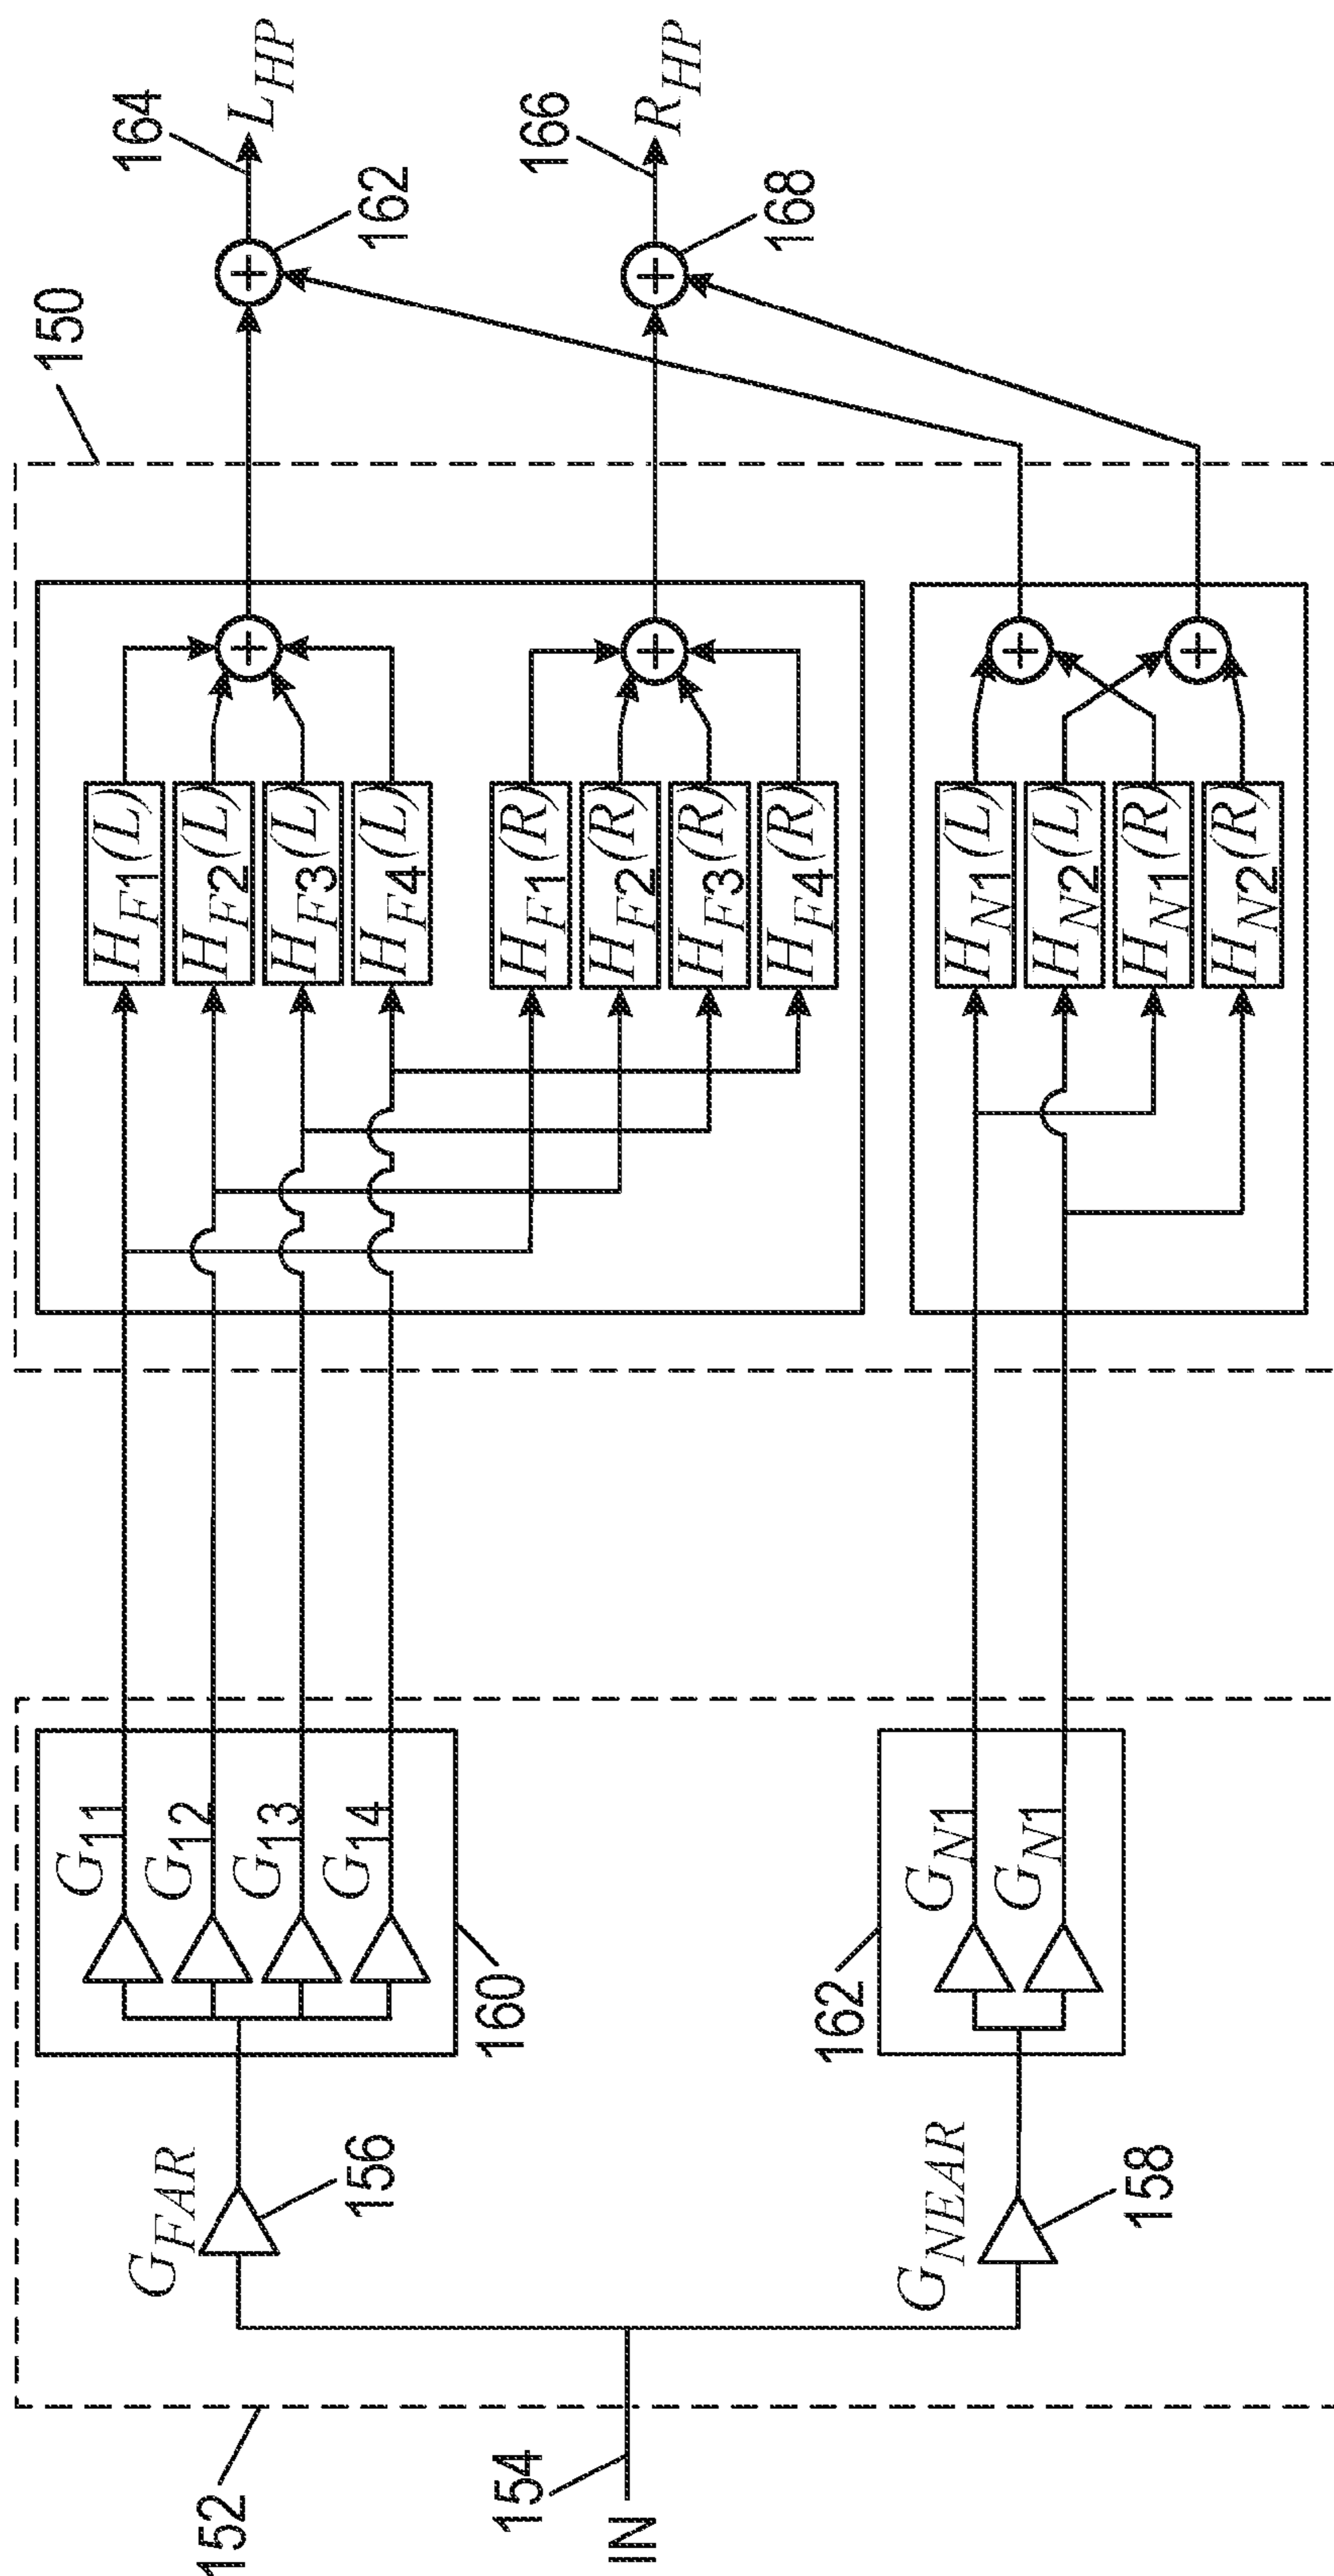 152
154
IN
G_FAR
156
G_NEAR
158
G_11
G_12
G_13
G_14
160
162
G_N1
G_N1
150
H_F1(L)
H_F2(L)
H_F3(L)
H_F4(L)
H_F1(R)
H_F2(R)
H_F3(R)
H_F4(R)
H_N1(L)
H_N2(L)
H_N1(R)
H_N2(R)
+
+
+
+
+
+
162
164
L_HP
166
168
R_HP